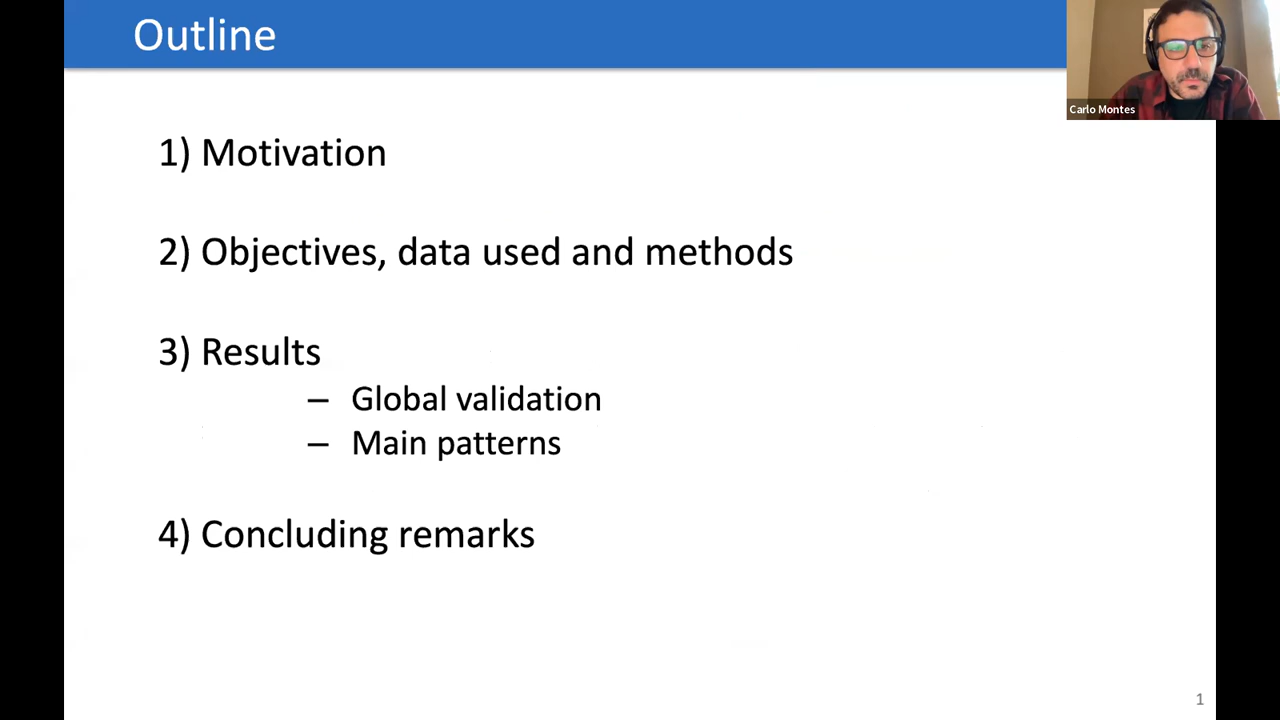 Outline
Carlo Montes
1) Motivation
2) Objectives, data used and methods
3) Results
– Global validation
– Main patterns
4) Concluding remarks
1